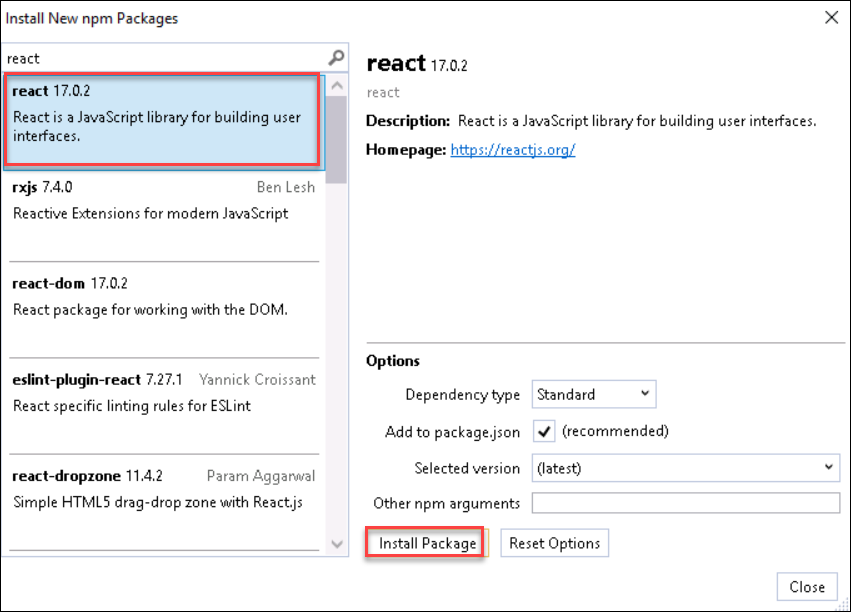 Install New npm Packages
react
react 17.0.2
React is a JavaScript library for building user
interfaces.
rxjs 7.4.0 Ben Lesh
Reactive Extensions for modern JavaScript
react-dom 17.0.2
React package for working with the DOM.
eslint-plugin-react 7.27.1 Yannick Croissant
React specific linting rules for ESLint
react-dropzone 11.4.2 Param Aggarwal
Simple HTML5 drag-drop zone with React.js
react 17.0.2
react
Description: React is a JavaScript library for building user interfaces.
Homepage: https://reactjs.org/
Options
Dependency type Standard
Add to package.json (recommended)
Selected version (latest)
Other npm arguments
Install Package Reset Options
Close